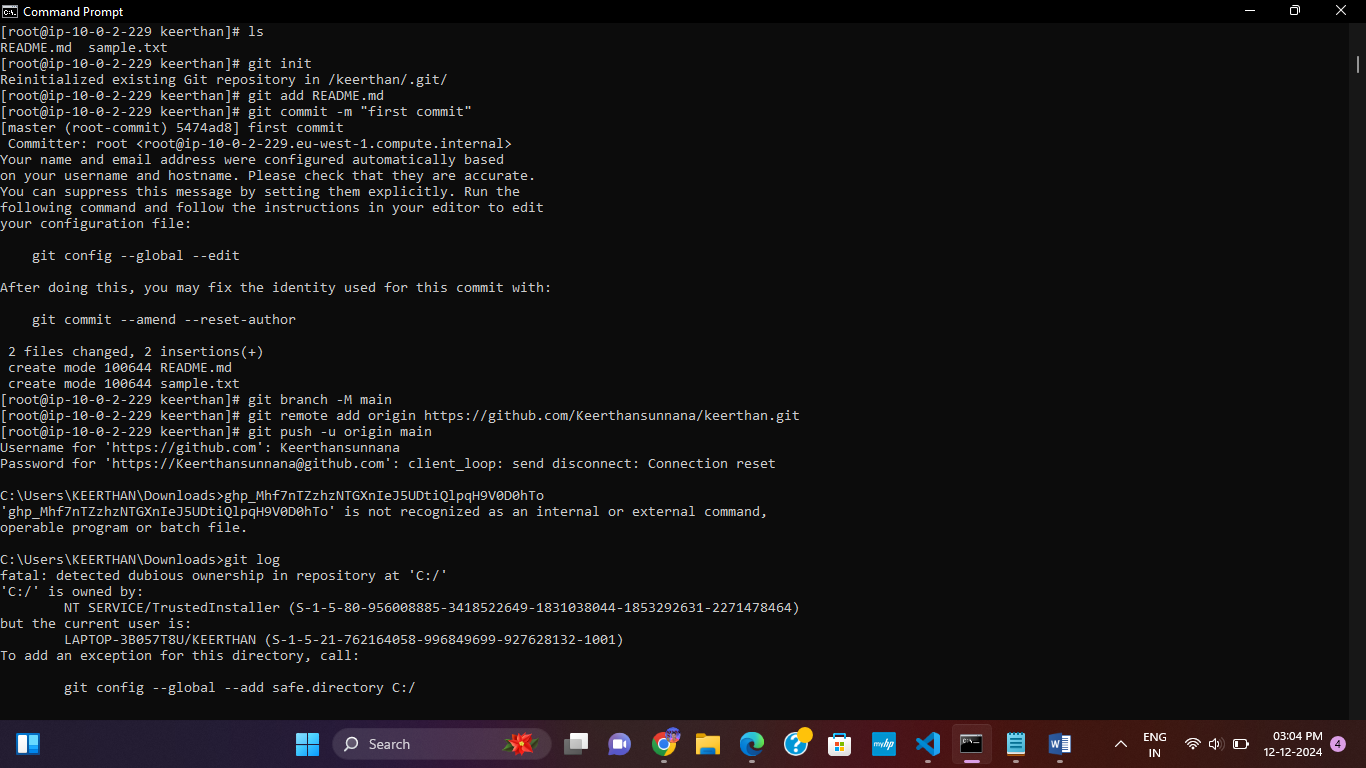 Command Prompt
[root@ip-10-0-2-229 keerthan]# ls
README.md  sample.txt
[root@ip-10-0-2-229 keerthan]# git init
Reinitialized existing Git repository in /keerthan/.git/
[root@ip-10-0-2-229 keerthan]# git add README.md
[root@ip-10-0-2-229 keerthan]# git commit -m "first commit"
[master (root-commit) 5474ad8] first commit
 Committer: root <root@ip-10-0-2-229.eu-west-1.compute.internal>
Your name and email address were configured automatically based
on your username and hostname. Please check that they are accurate.
You can suppress this message by setting them explicitly. Run the
following command and follow the instructions in your editor to edit
your configuration file:
    git config --global --edit
After doing this, you may fix the identity used for this commit with:
    git commit --amend --reset-author
 2 files changed, 2 insertions(+)
 create mode 100644 README.md
 create mode 100644 sample.txt
[root@ip-10-0-2-229 keerthan]# git branch -M main
[root@ip-10-0-2-229 keerthan]# git remote add origin https://github.com/Keerthansunnana/keerthan.git
[root@ip-10-0-2-229 keerthan]# git push -u origin main
Username for 'https://github.com': Keerthansunnana
Password for 'https://Keerthansunnana@github.com': client_loop: send disconnect: Connection reset
C:\Users\KEERTHAN\Downloads>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
'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' is not recognized as an internal or external command,
operable program or batch file.
C:\Users\KEERTHAN\Downloads>git log
fatal: detected dubious ownership in repository at 'C:/'
'C:/' is owned by:
        NT SERVICE/TrustedInstaller (S-1-5-80-956008885-3418522649-1831038044-1853292631-2271478464)
but the current user is:
        LAPTOP-3B057T8U/KEERTHAN (S-1-5-21-762164058-996849699-927628132-1001)
To add an exception for this directory, call:
        git config --global --add safe.directory C:/
Search
myhp
ENG
IN
03:04 PM
12-12-2024
4